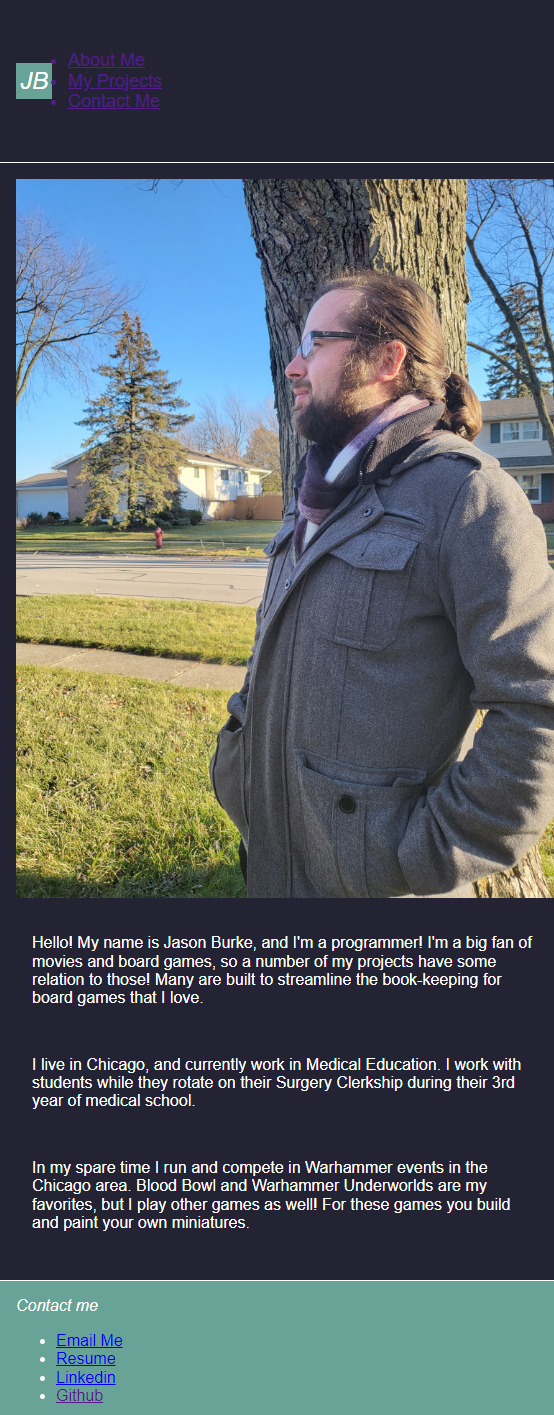 JB
About Me
My Projects
Contact Me
Hello! My name is Jason Burke, and I'm a programmer! I'm a big fan of
movies and board games, so a number of my projects have some
relation to those! Many are built to streamline the book-keeping for
board games that I love.
I live in Chicago, and currently work in Medical Education. I work with
students while they rotate on their Surgery Clerkship during their 3rd
year of medical school.
In my spare time I run and compete in Warhammer events in the
Chicago area. Blood Bowl and Warhammer Underworlds are my
favorites, but I play other games as well! For these games you build
and paint your own miniatures.
Contact me
Email Me
Resume
Linkedin
Github